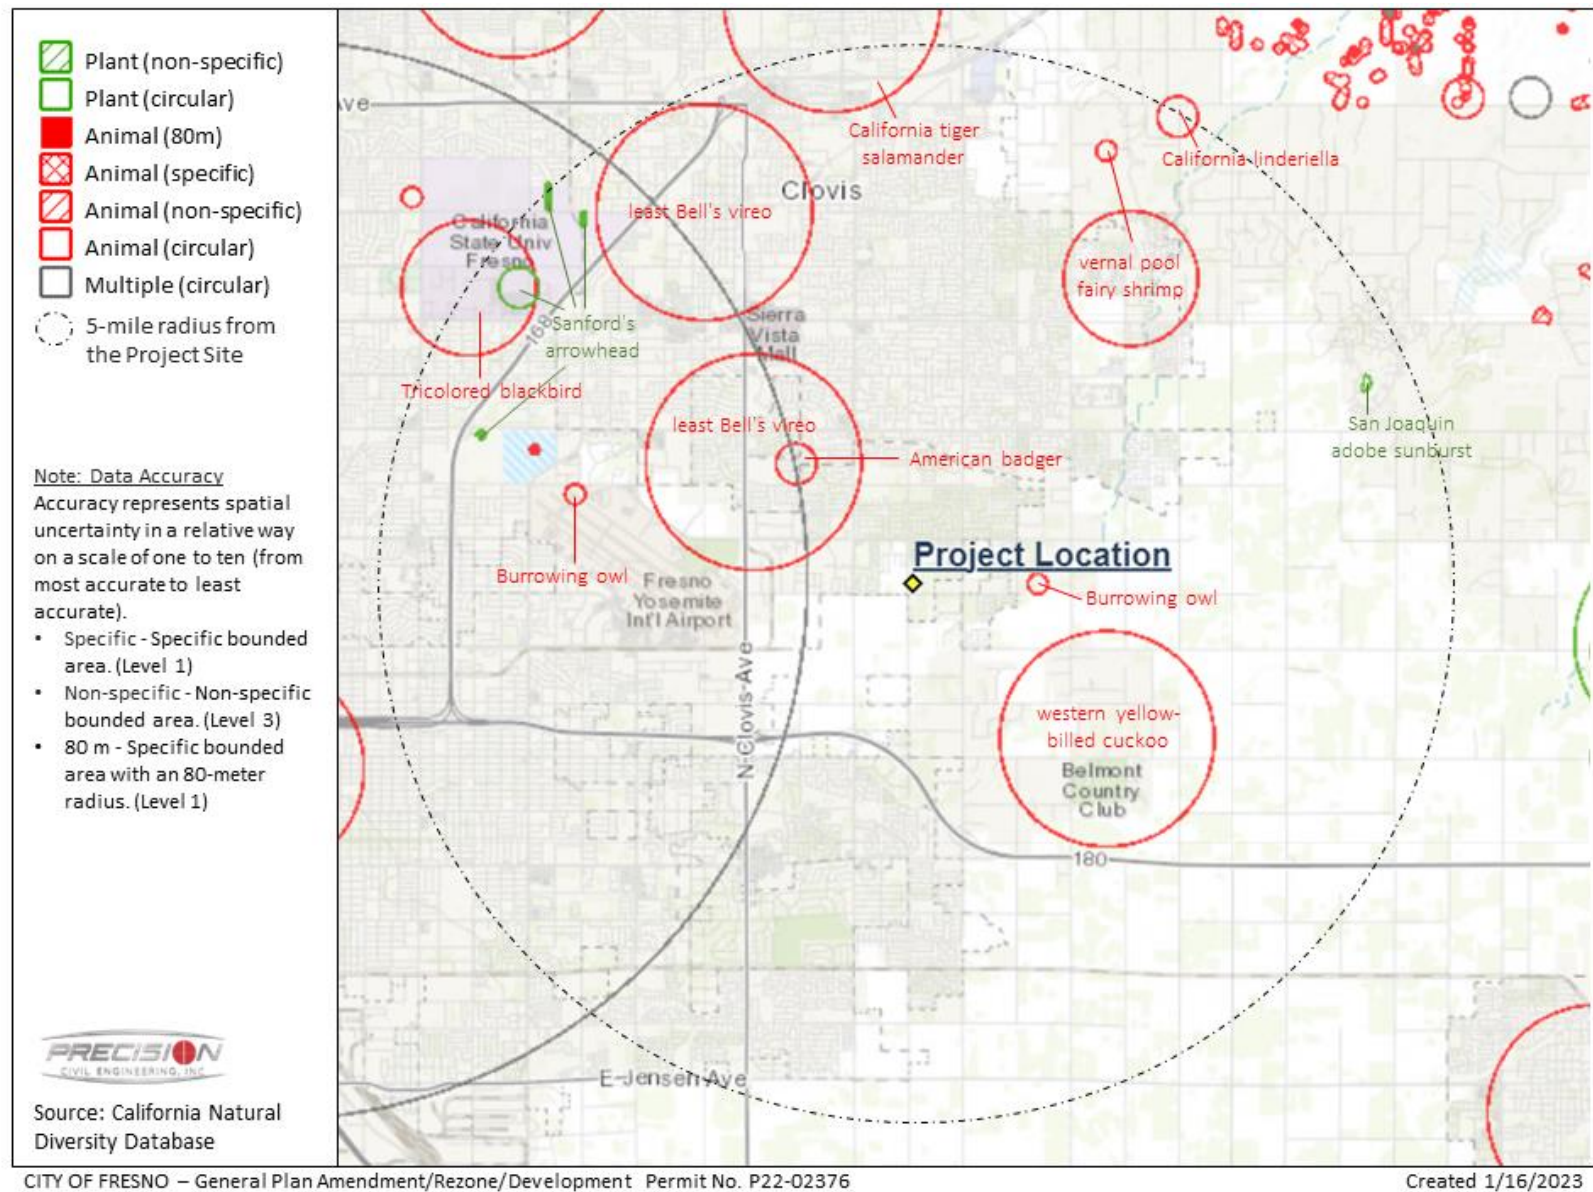 Plant (non-specific)
Plant (circular)
Animal (80m)
Animal (specific)
Animal (non-specific)
Animal (circular)
Multiple (circular)
5-mile radius from
the Project Site
Note: Data Accuracy
Accuracy represents spatial
uncertainty in a relative way
on a scale of one to ten (from
most accurate to least
accurate).
• Specific - Specific bounded
area. (Level 1)
• Non-specific - Non-specific
bounded area. (Level 3)
• 80 m - Specific bounded
area with an 80-meter
radius. (Level 1)
PRECISION
CIVIL ENGINEERING, INC
Source: California Natural
Diversity Database
Ave
California tiger
salamander
California linderiella
Clovis
least Bell's vireo
California
State Univ
Fresno
vernal pool
fairy shrimp
168
Sanford's
arrowhead
Sierra
Vista
Mall
Tricolored blackbird
least Bell's vireo
American badger
San Joaquin
adobe sunburst
Project Location
Burrowing owl
Fresno
Yosemite
Int'l Airport
Burrowing owl
N-Clovis-Ave
western yellow-
billed cuckoo
Belmont
Country
Club
180
E-Jensen-Ave
CITY OF FRESNO – General Plan Amendment/Rezone/Development Permit No. P22-02376
Created 1/16/2023